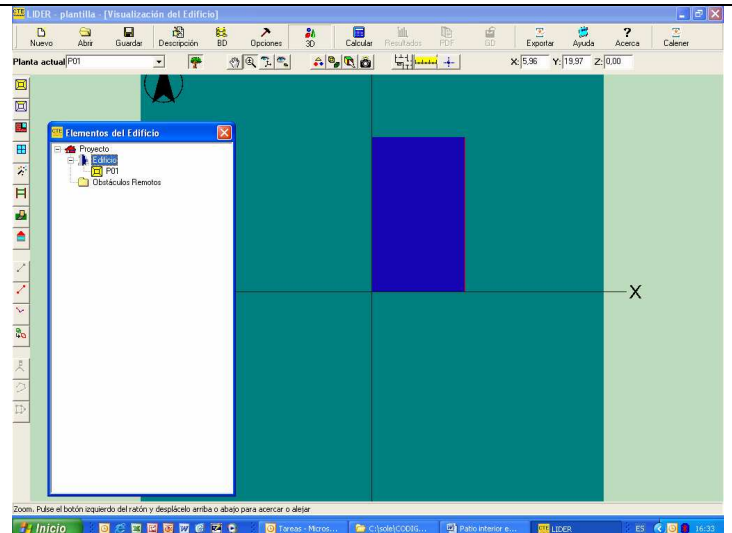 CTE LIDER - plantilla - [Visualización del Edificio]
Nuevo Abrir Guardar Descripción BD Opciones 3D Calcular Resultados PDF GD Exportar Ayuda Acerca Calener
Planta actual P01 X: 5,96 Y: 19,97 Z: 0,00
CTE Elementos del Edificio
Proyecto
Edificio
P01
Obstáculos Remotos
X
Zoom. Pulse el botón izquierdo del ratón y desplácelo arriba o abajo para acercar o alejar
Inicio Tareas - Micros... C:\sole\CODIG... Patio interior e... CTE LIDER ES 16:33